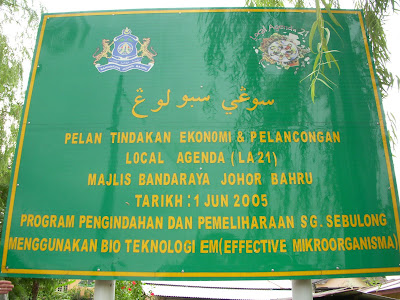 سوڠي سبولوڠ
PELAN TINDAKAN EKONOMI & PELANCONGAN
LOCAL AGENDA (LA21)
MAJLIS BANDARAYA JOHOR BAHRU
TARIKH : 1 JUN 2005
PROGRAM PENGINDAHAN DAN PEMELIHARAAN SG. SEBULONG
MENGGUNAKAN BIO TEKNOLOGI EM(EFFECTIVE MIKROORGANISMA)